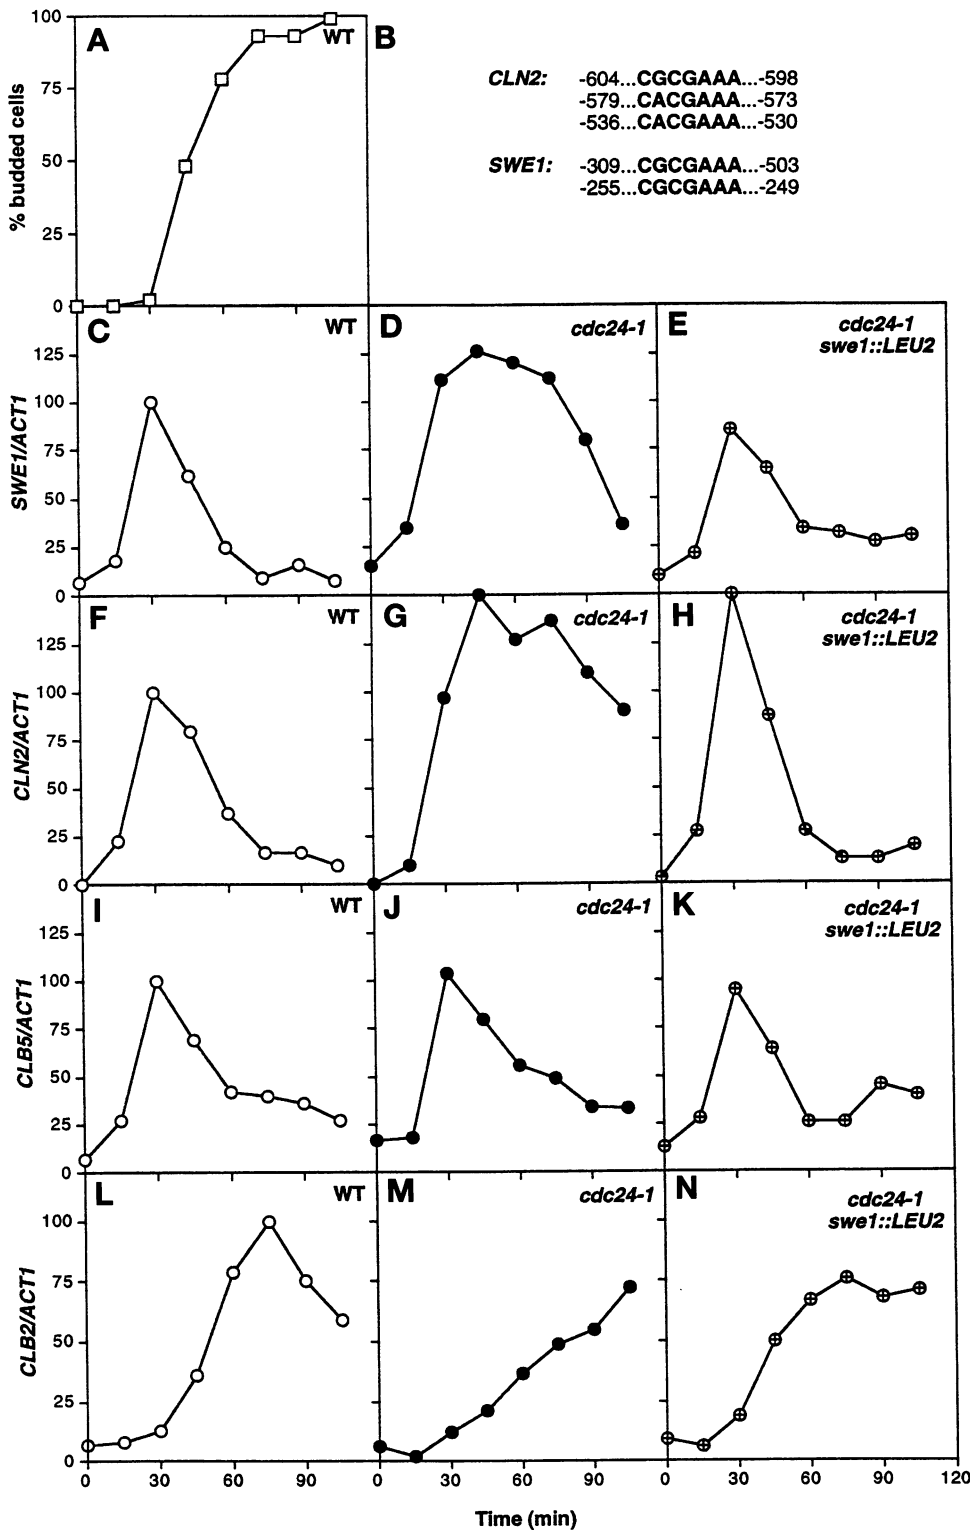 A
WT
% budded cells
100
75
50
25
0
B
CLN2: -604...CGCGAAA...-598
-579...CACGAAA...-573
-536...CACGAAA...-530
SWE1: -309...CGCGAAA...-503
-255...CGCGAAA...-249
C
WT
SWE1/ACT1
125
100
75
50
25
0
D
cdc24-1
E
cdc24-1
swe1::LEU2
F
WT
CLN2/ACT1
125
100
75
50
25
0
G
cdc24-1
H
cdc24-1
swe1::LEU2
I
WT
CLB5/ACT1
125
100
75
50
25
0
J
cdc24-1
K
cdc24-1
swe1::LEU2
L
WT
CLB2/ACT1
100
75
50
25
0
M
cdc24-1
N
cdc24-1
swe1::LEU2
0 30 60 90 0 30 60 90 0 30 60 90 120
Time (min)